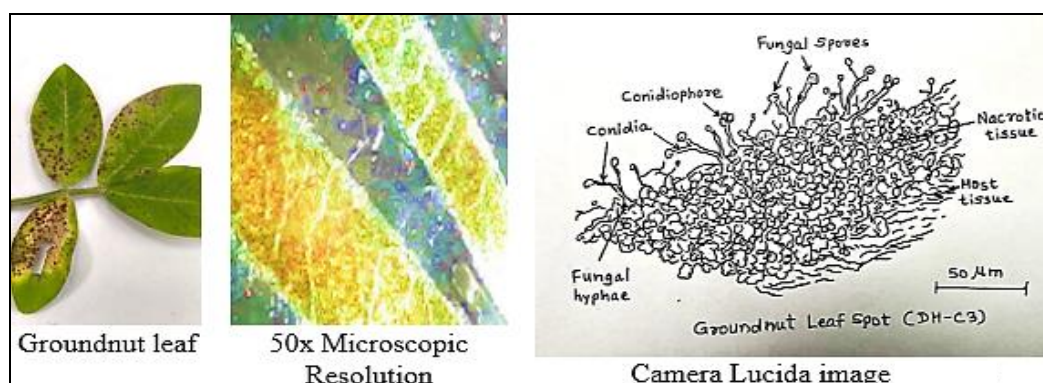 Fungal Spores
Conidiophore
Conidia
Nacrotic
tissue
Host
tissue
Fungal
hyphae
50 µm
Groundnut Leaf Spot (DH-C3)
Groundnut leaf
50x Microscopic
Resolution
Camera Lucida image